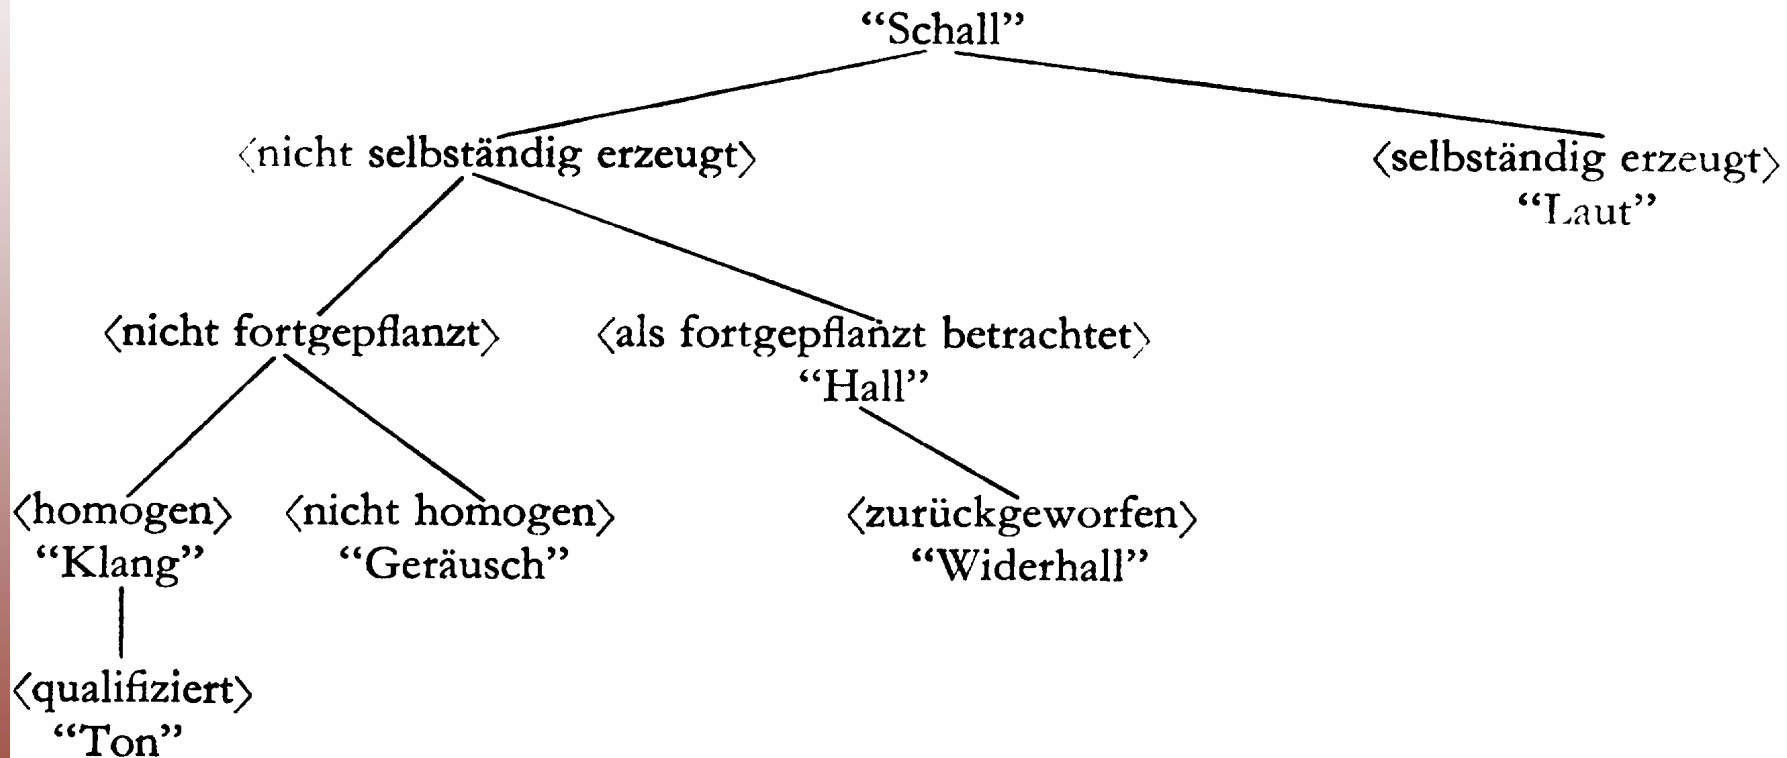 “Schall”
⟨nicht selbständig erzeugt⟩
⟨selbständig erzeugt⟩
“Laut”
⟨nicht fortgepflanzt⟩
⟨als fortgepflanzt betrachtet⟩
“Hall”
⟨homogen⟩
“Klang”
⟨nicht homogen⟩
“Geräusch”
⟨zurückgeworfen⟩
“Widerhall”
⟨qualifiziert⟩
“Ton”